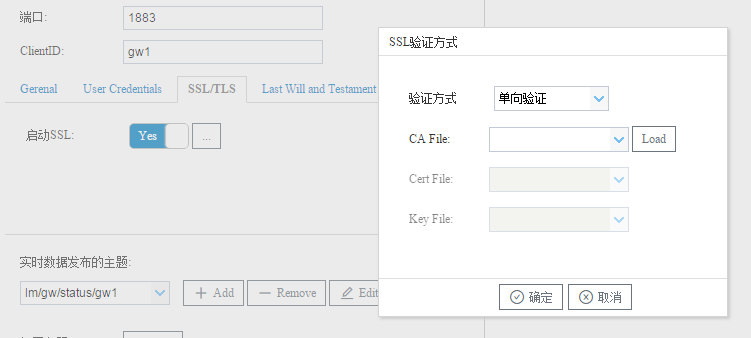 端口:
1883
ClientID:
gw1
Gerenal
User Credentials
SSL/TLS
Last Will and Testament
启动SSL:
Yes
...
实时数据发布的主题:
lm/gw/status/gw1
Add
Remove
Edit
SSL验证方式
验证方式
单向验证
CA File:
Load
Cert File:
Key File:
确定
取消